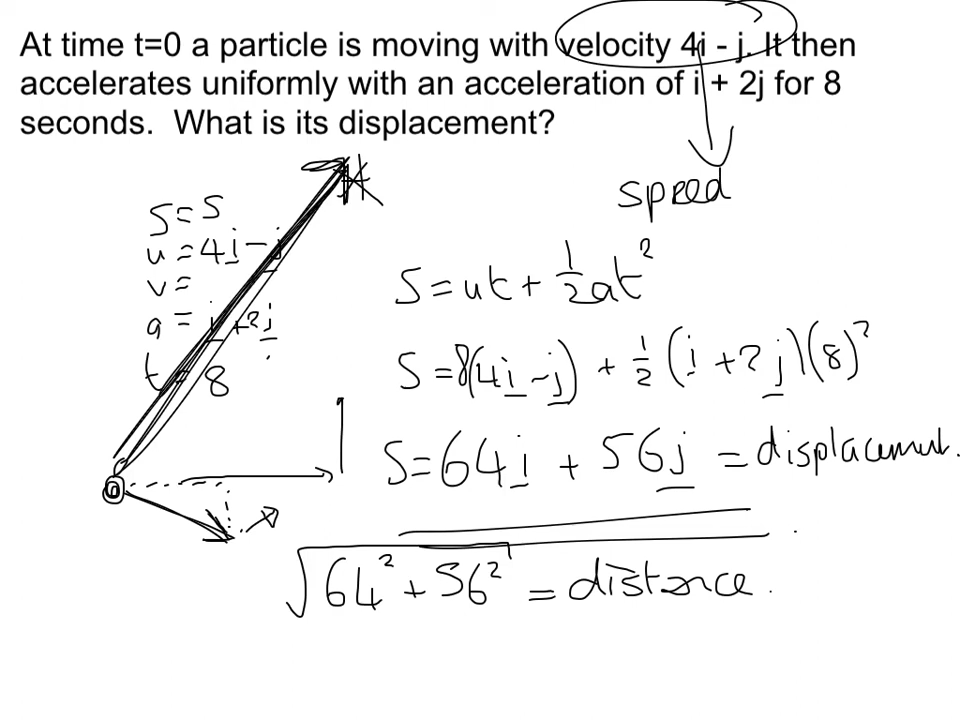 At time t=0 a particle is moving with velocity 4i - j. It then
accelerates uniformly with an acceleration of i + 2j for 8
seconds. What is its displacement?
speed
S = S
u = 4i - j
v =
a = i + 2j
t = 8
S = ut + 1/2 at²
S = 8(4i - j) + 1/2 (i + 2j)(8)²
S = 64i + 56j = displacement.
√64² + 56² = distance.